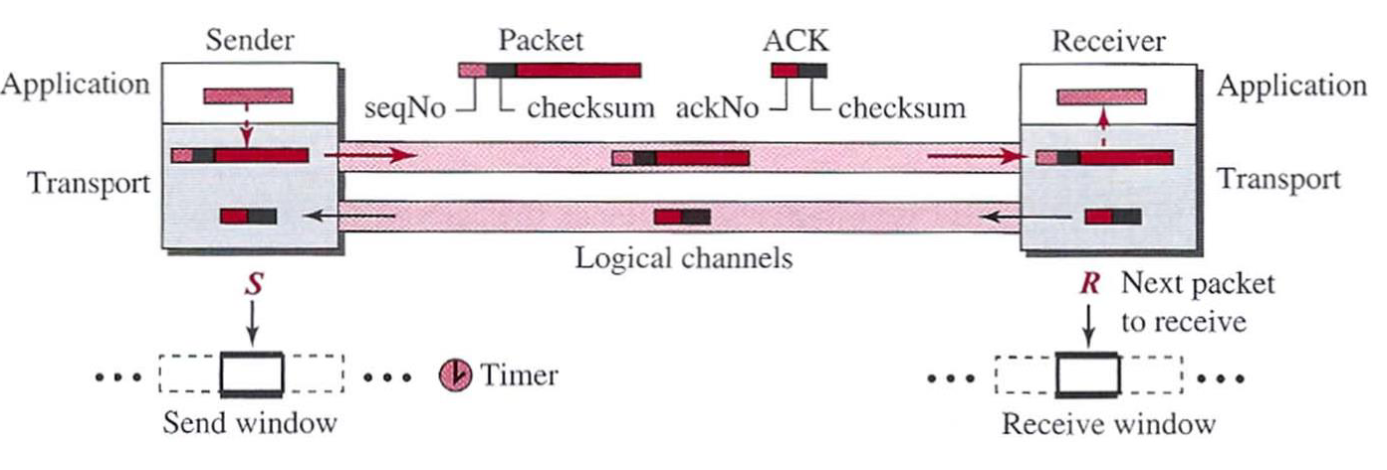 Sender
Packet
ACK
Receiver
Application
Application
seqNo
checksum
ackNo
checksum
Transport
Transport
Logical channels
S
R Next packet
to receive
Timer
Send window
Receive window